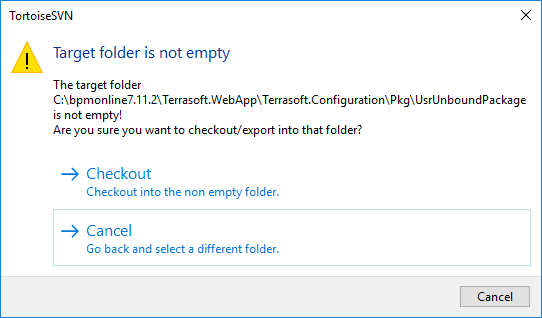 TortoiseSVN
Target folder is not empty
The target folder
C:\bpmonline7.11.2\Terrasoft.WebApp\Terrasoft.Configuration\Pkg\UsrUnboundPackage
is not empty!
Are you sure you want to checkout/export into that folder?
Checkout
Checkout into the non empty folder.
Cancel
Go back and select a different folder.
Cancel